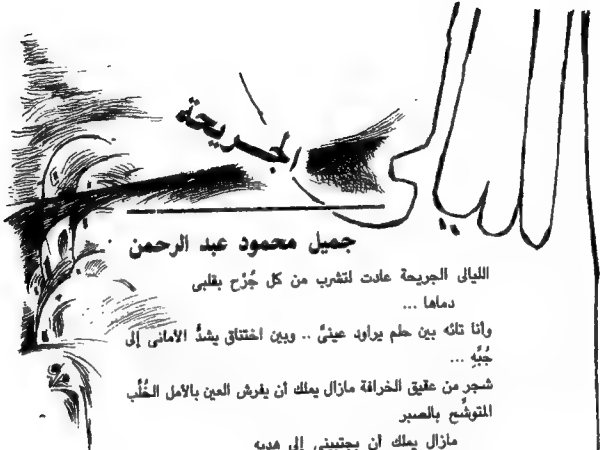 الليالى
الجريحة
جميل محمود عبد الرحمن
الليالى الجريحة عادت لتشرب من كل جُرْح بقلبى
دماها ...
وأنا تائه بين حلم يراود عينىَّ .. وبين اختناق يشدُّ الأمانى إلى
جُبِّهِ ...
شجر من عقيق الخرافة مازال يملك أن يفرش العين بالأمل الخُلَّب
المتوشِّح بالصبر
مازال يملك أن يجتبينى إلى هدبه